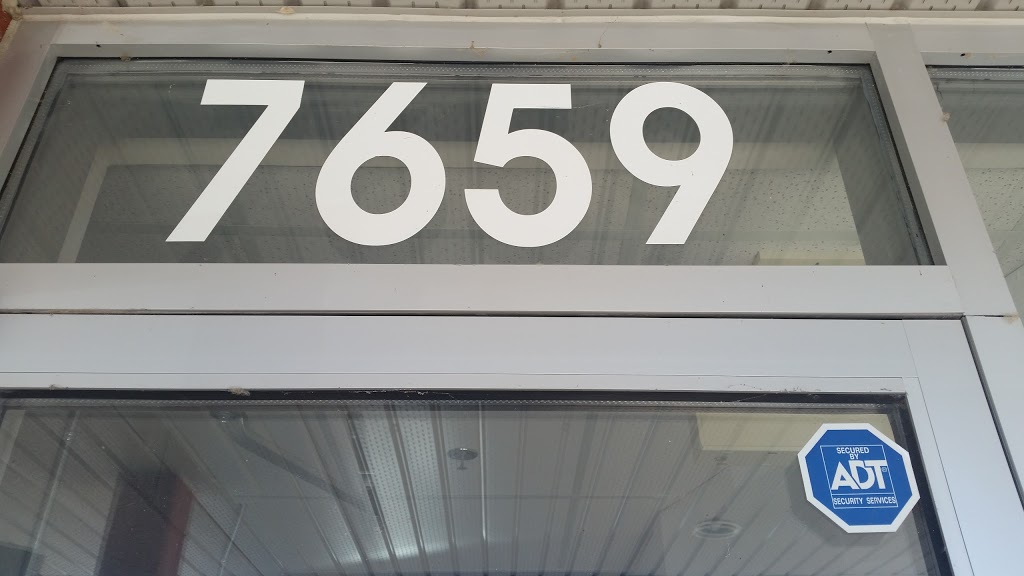 7659
SECURED
BY
ADT
SECURITY SERVICES